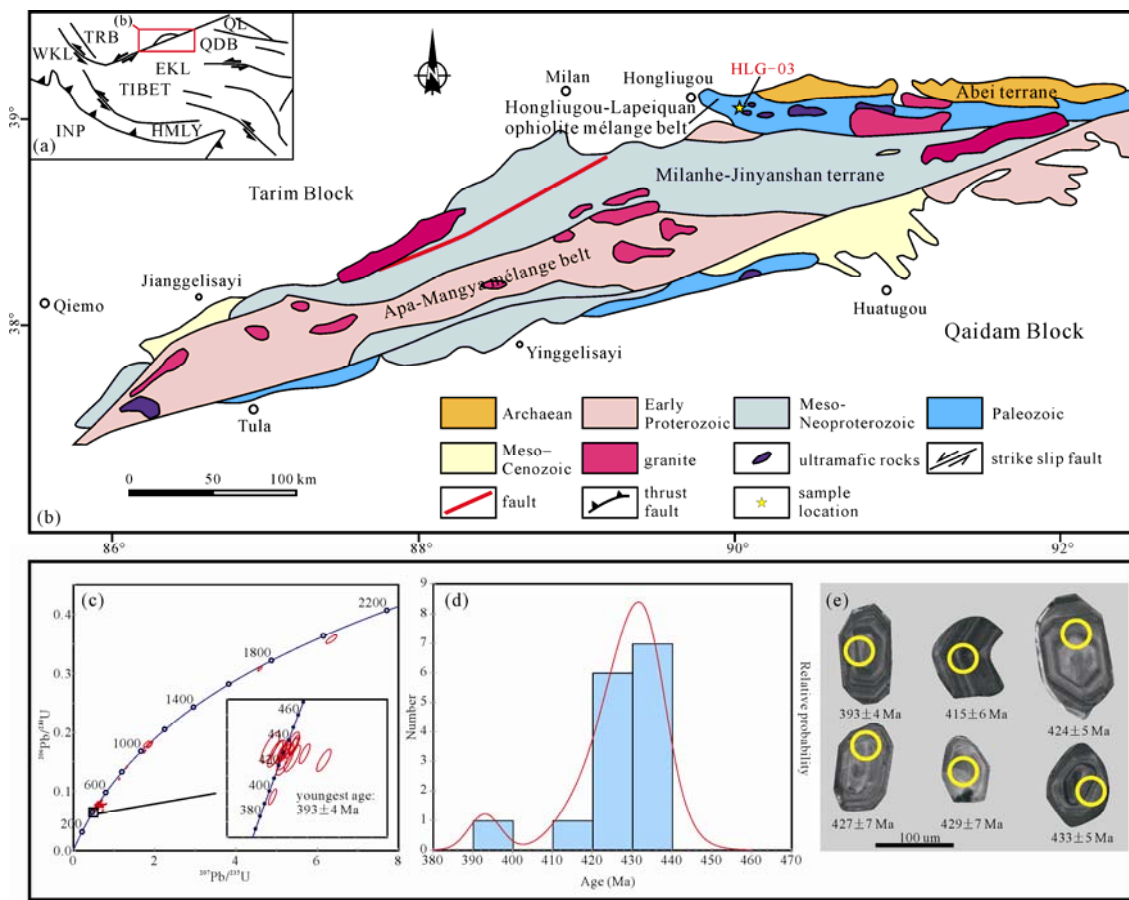 (b)
TRB
QL
QDB
WKL
EKL
TIBET
INP
HMLY
(a)
N
Milan
Hongliugou
HLG-03
Abei terrane
Hongliugou-Lapeiquan
ophiolite mélange belt
39°
Milanhe-Jinyanshan terrane
Tarim Block
Jianggelisayi
Apa-Mangya mélange belt
Qiemo
Huatugou
38°
Qaidam Block
Yinggelisayi
Tula
Archaean
Early
Proterozoic
Meso-
Neoproterozoic
Paleozoic
Meso–
Cenozoic
granite
ultramafic rocks
strike slip fault
0 50 100 km
fault
thrust
fault
sample
location
(b)
86° 88° 90° 92°
(c)
0.4
0.3
0.2
0.1
0.0
²⁰⁶Pb/²³⁸U
2200
1800
1400
1000
600
200
460
440
420
400
380
youngest age:
393±4 Ma
0 2 4 6 8
²⁰⁷Pb/²³⁵U
(d)
9
8
7
6
5
4
3
2
1
0
Number
Relative probability
380 390 400 410 420 430 440 450 460 470
Age (Ma)
(e)
393±4 Ma
415±6 Ma
424±5 Ma
427±7 Ma
429±7 Ma
433±5 Ma
100 um